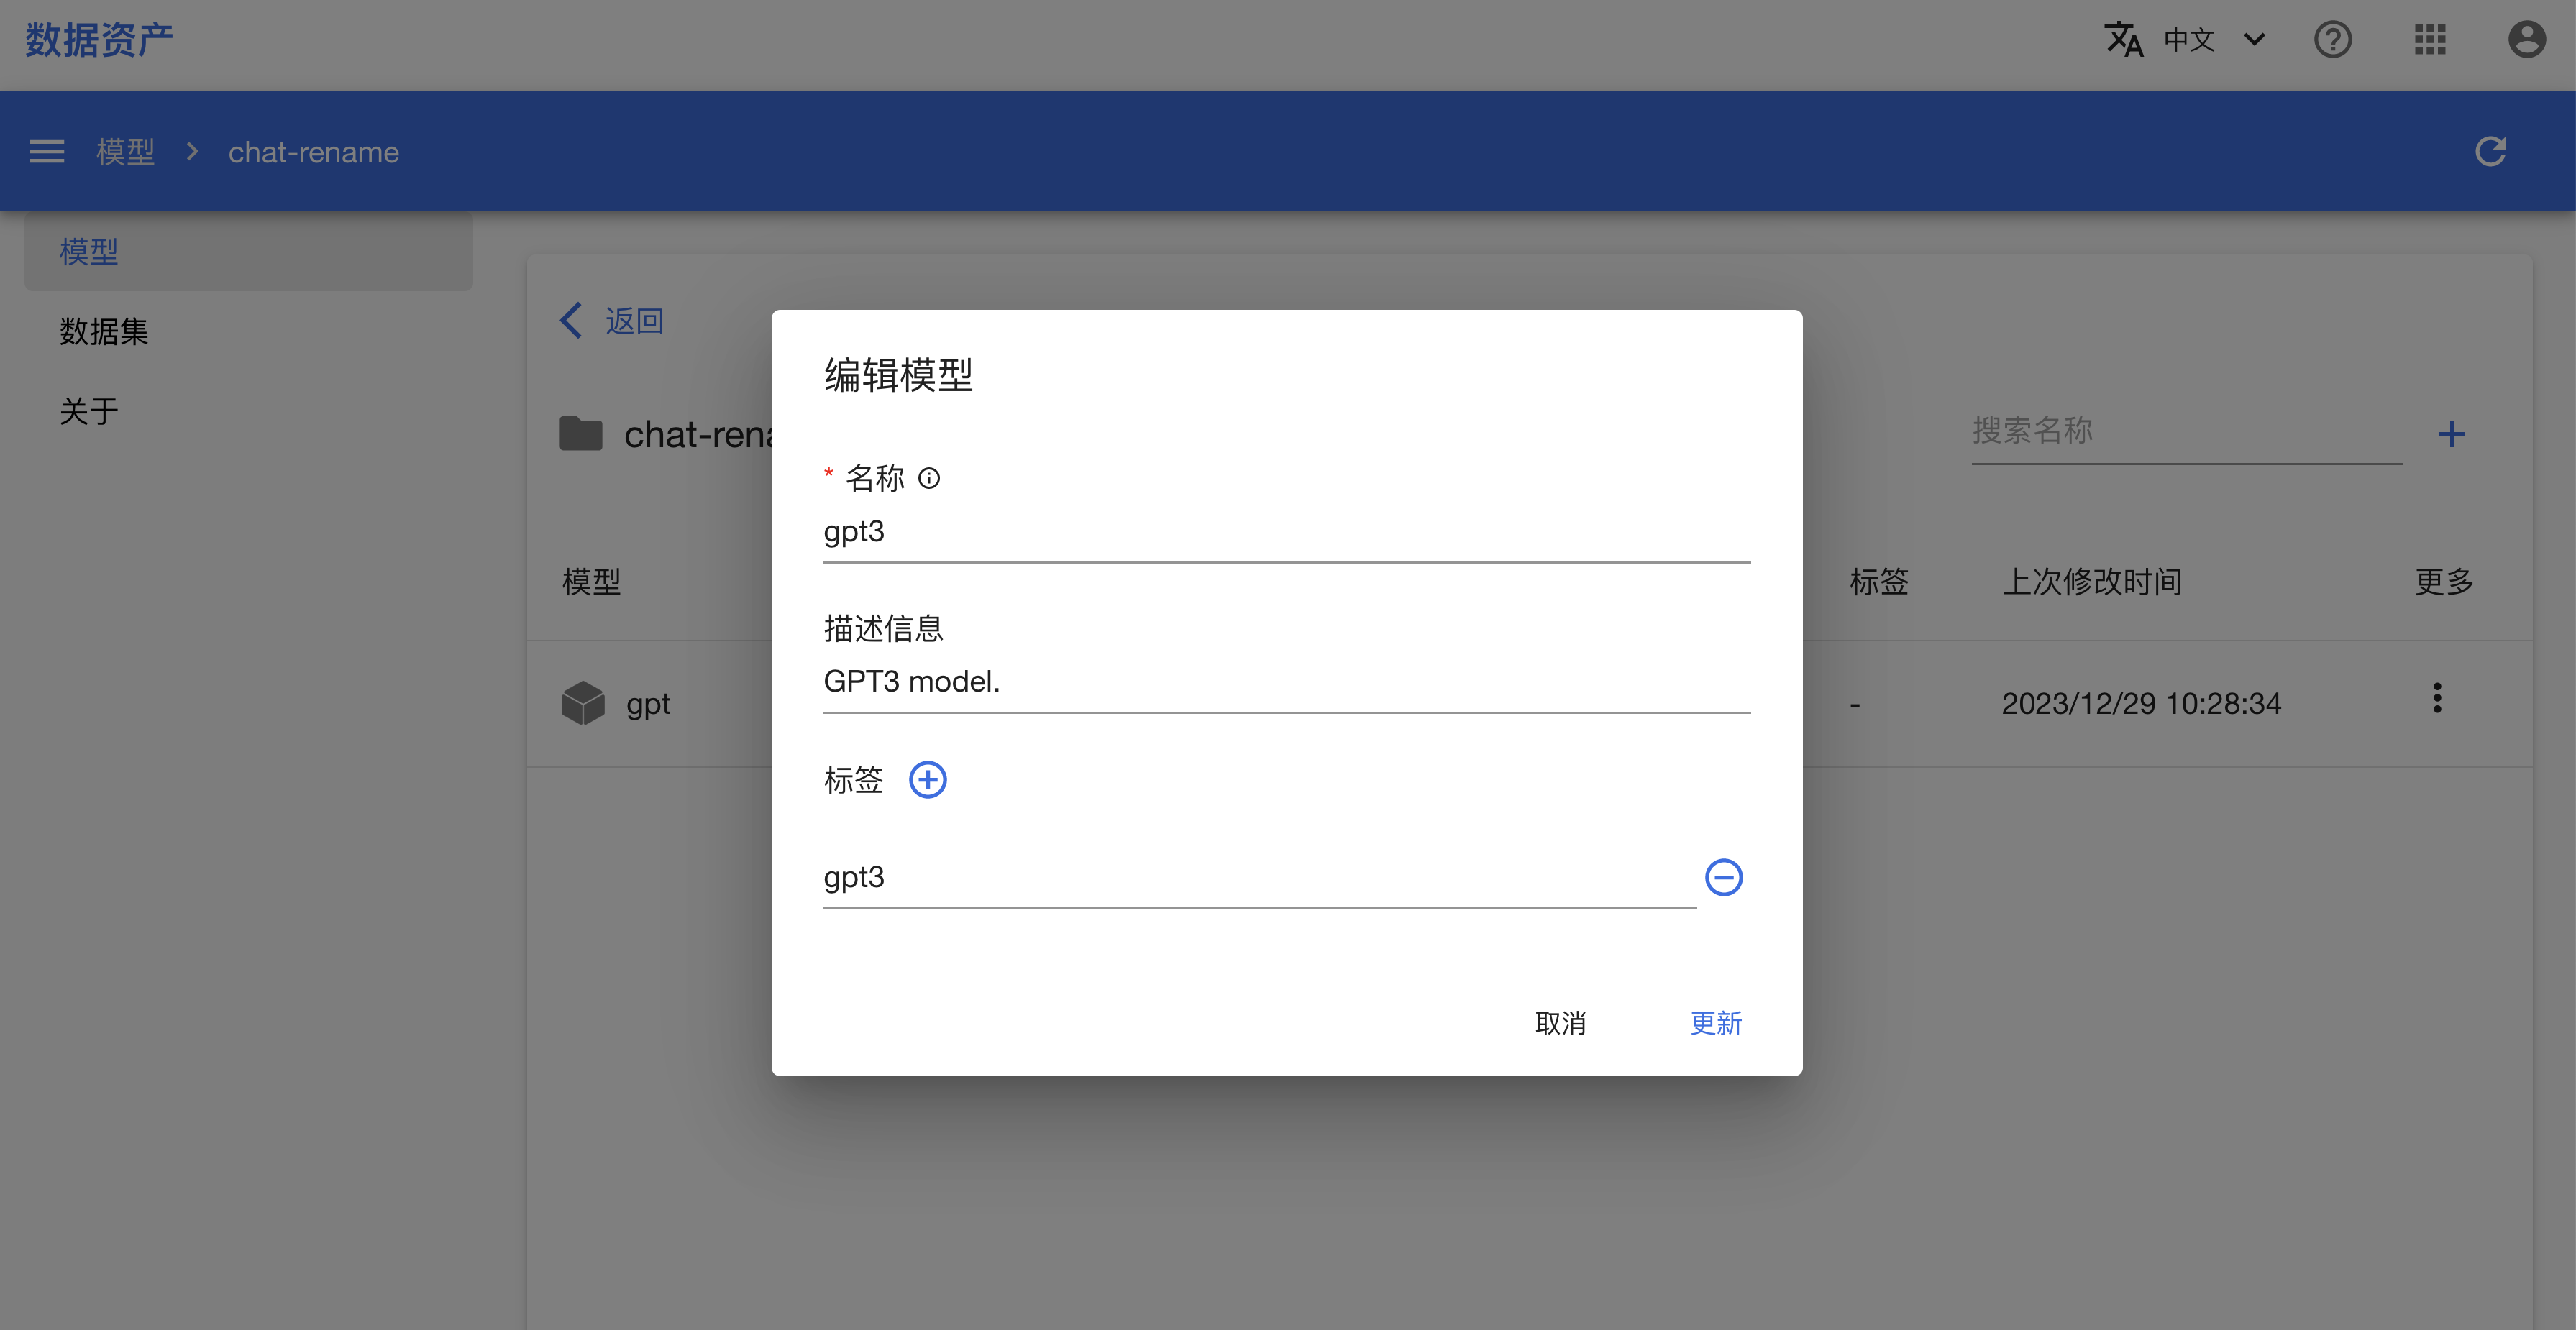 数据资产
中文
模型
chat-rename
模型
数据集
关于
返回
搜索名称
模型
标签
上次修改时间
更多
gpt
-
2023/12/29 10:28:34
编辑模型
* 名称
gpt3
描述信息
GPT3 model.
标签
gpt3
取消
更新